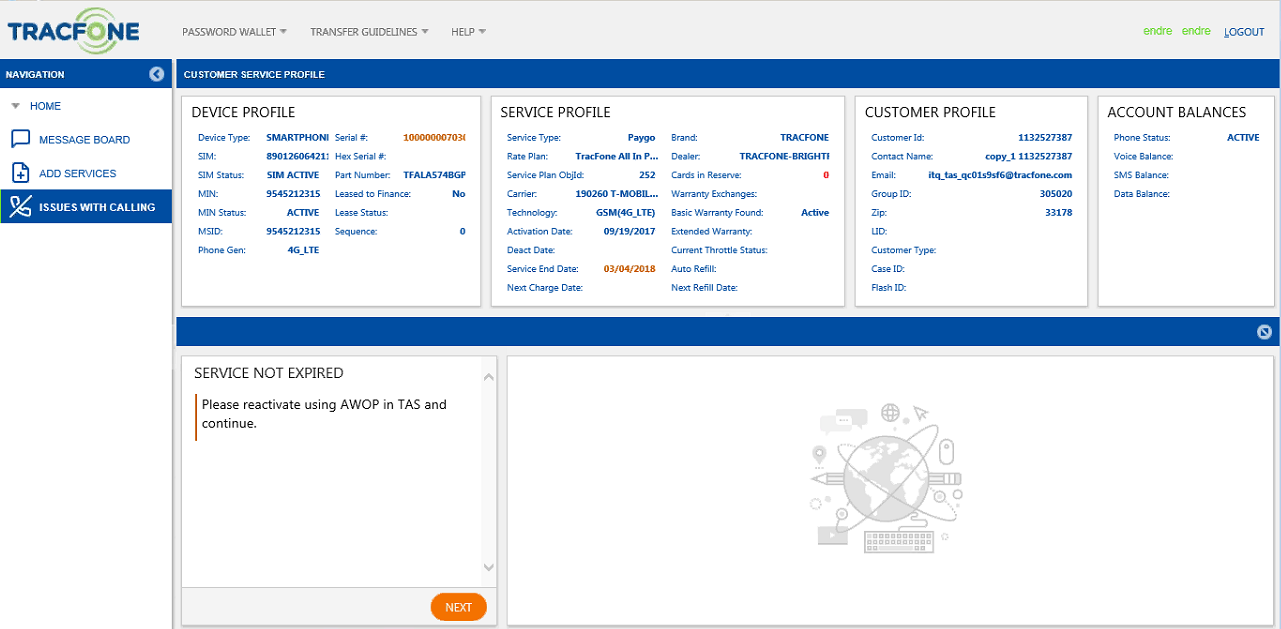 TRACFONE
PASSWORD WALLET TRANSFER GUIDELINES HELP endre endre LOGOUT
NAVIGATION
HOME
MESSAGE BOARD
ADD SERVICES
ISSUES WITH CALLING
CUSTOMER SERVICE PROFILE
DEVICE PROFILE
Device Type: SMARTPHONI Serial #: 10000000703(
SIM: 89012606421: Hex Serial #:
SIM Status: SIM ACTIVE Part Number: TFALA574BGP
MIN: 9545212315 Leased to Finance: No
MIN Status: ACTIVE Lease Status:
MSID: 9545212315 Sequence: 0
Phone Gen: 4G_LTE
SERVICE PROFILE
Service Type: Paygo Brand: TRACFONE
Rate Plan: TracFone All In P... Dealer: TRACFONE-BRIGHTI
Service Plan ObjId: 252 Cards in Reserve: 0
Carrier: 190260 T-MOBIL... Warranty Exchanges:
Technology: GSM(4G_LTE) Basic Warranty Found: Active
Activation Date: 09/19/2017 Extended Warranty:
Deact Date: Current Throttle Status:
Service End Date: 03/04/2018 Auto Refill:
Next Charge Date: Next Refill Date:
CUSTOMER PROFILE
Customer Id: 1132527387
Contact Name: copy_1 1132527387
Email: itq_tas_qc01s9sf6@tracfone.com
Group ID: 305020
Zip: 33178
LID:
Customer Type:
Case ID:
Flash ID:
ACCOUNT BALANCES
Phone Status: ACTIVE
Voice Balance:
SMS Balance:
Data Balance:
SERVICE NOT EXPIRED
Please reactivate using AWOP in TAS and
continue.
NEXT